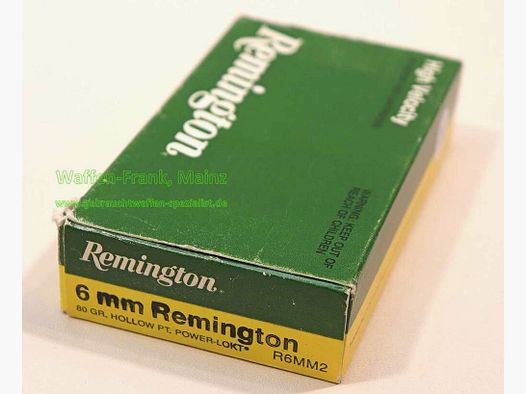 Remington®
High Velocity
WARNING: KEEP OUT OF
REACH OF CHILDREN
Waffen-Frank, Mainz
www.gebrauchtwaffen-spezialist.de
Remington®
6 mm Remington
80 GR. HOLLOW PT. POWER-LOKT®
R6MM2